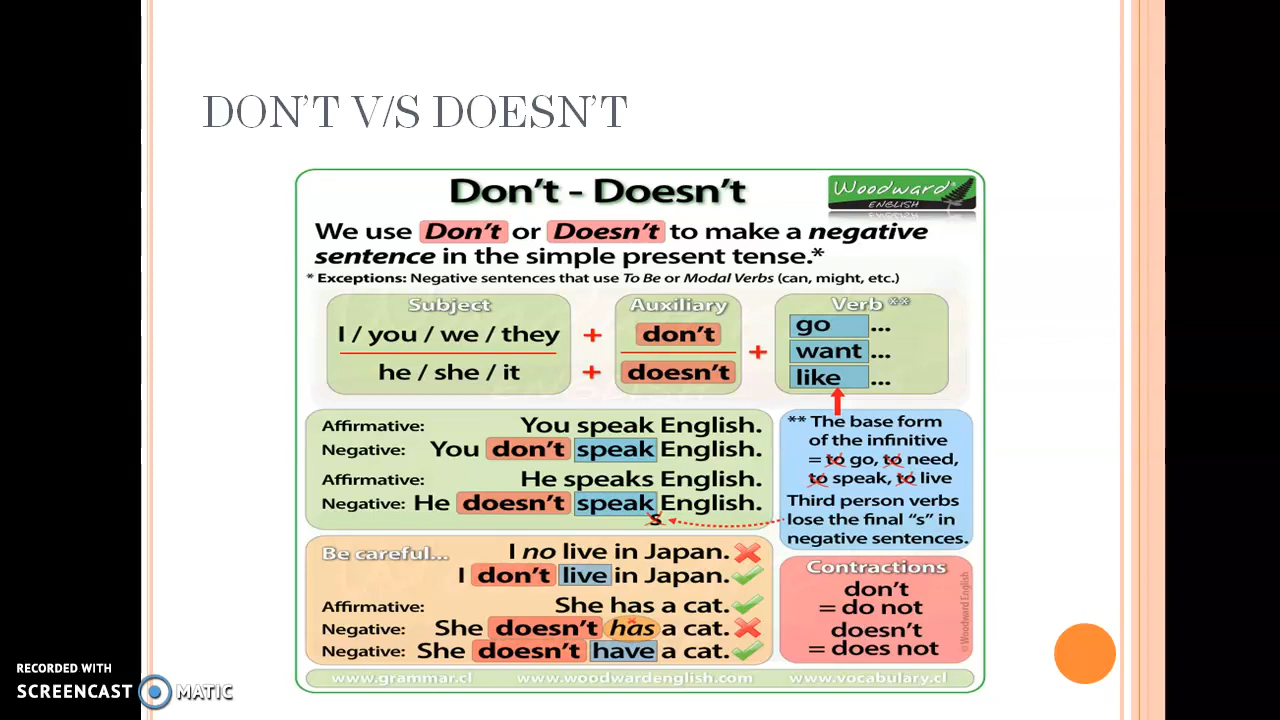 DON'T V/S DOESN'T
Don't - Doesn't
Woodward®
ENGLISH
We use Don't or Doesn't to make a negative
sentence in the simple present tense.*
* Exceptions: Negative sentences that use To Be or Modal Verbs (can, might, etc.)
Subject
I / you / we / they
he / she / it
+
+
Auxiliary
don't
doesn't
+
Verb **
go ...
want ...
like ...
Affirmative: You speak English.
Negative: You don't speak English.
Affirmative: He speaks English.
Negative: He doesn't speak English.
s
** The base form
of the infinitive
= to go, to need,
to speak, to live
Third person verbs
lose the final "s" in
negative sentences.
Be careful... I no live in Japan.
I don't live in Japan.
Affirmative: She has a cat.
Negative: She doesn't has a cat.
Negative: She doesn't have a cat.
Contractions
don't
= do not
doesn't
= does not
© Woodward English
www.grammar.cl www.woodwardenglish.com www.vocabulary.cl
RECORDED WITH
SCREENCAST MATIC